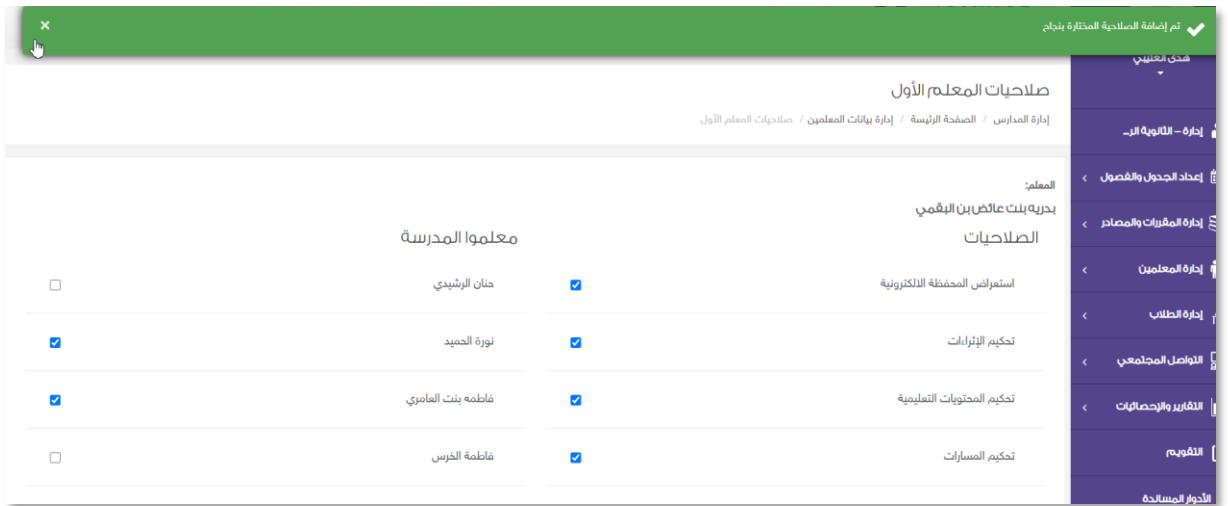 تم إضافة الصلاحية المختارة بنجاح
×
هدى العتيبي
صلاحيات المعلم الأول
إدارة المدارس / الصفحة الرئيسة / إدارة بيانات المعلمين / صلاحيات المعلم الأول
إدارة – الثانوية الر...
إعداد الجدول والفصول
إدارة المقررات والمصادر
إدارة المعلمين
إدارة الطلاب
التواصل المجتمعي
التقارير والإحصائيات
التقويم
الأدوار المساندة
المعلم:
بدريه بنت عائض بن البقمي
الصلاحيات
معلموا المدرسة
استعراض المحفظة الالكترونية
حنان الرشيدي
تحكيم الإثراءات
نورة الحميد
تحكيم المحتويات التعليمية
فاطمه بنت العامري
تحكيم المسارات
فاطمة الخرس